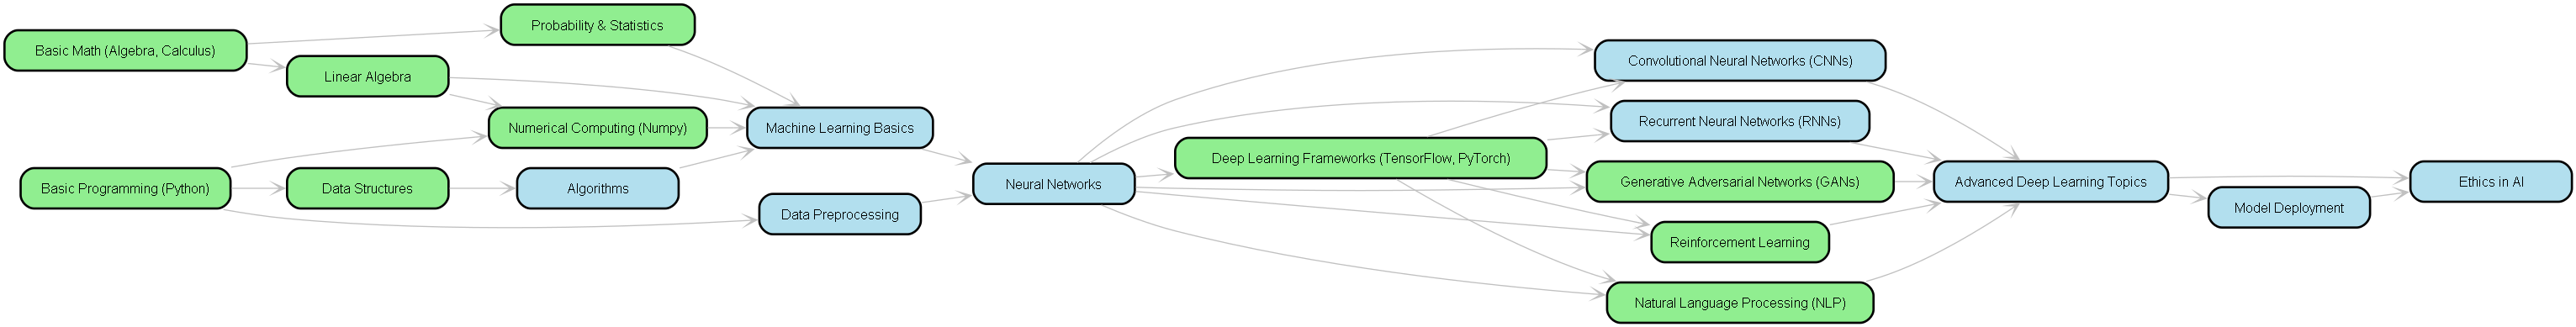 Basic Math (Algebra, Calculus)
Basic Programming (Python)
Linear Algebra
Data Structures
Probability & Statistics
Numerical Computing (Numpy)
Algorithms
Machine Learning Basics
Data Preprocessing
Neural Networks
Deep Learning Frameworks (TensorFlow, PyTorch)
Convolutional Neural Networks (CNNs)
Recurrent Neural Networks (RNNs)
Generative Adversarial Networks (GANs)
Reinforcement Learning
Natural Language Processing (NLP)
Advanced Deep Learning Topics
Model Deployment
Ethics in AI